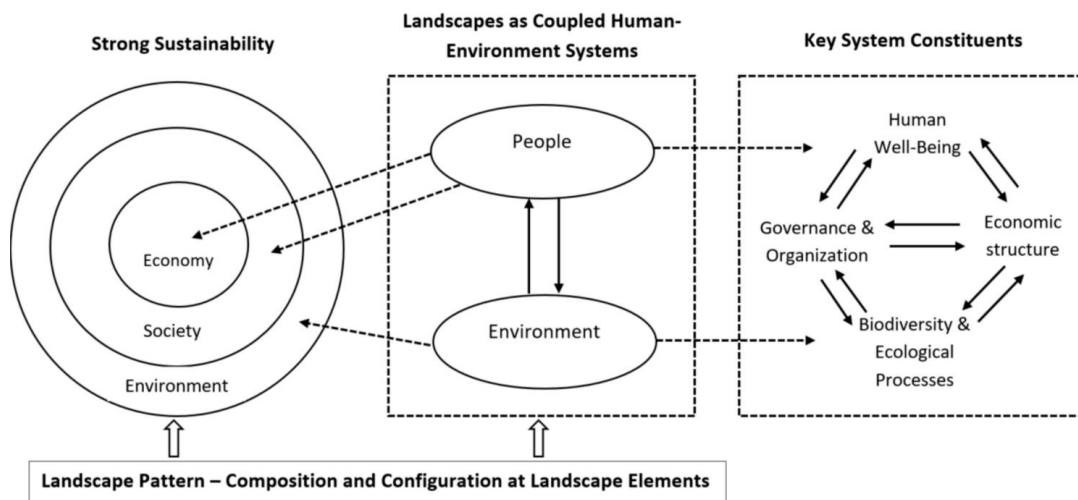 Strong Sustainability
Economy
Society
Environment
Landscapes as Coupled Human-
Environment Systems
People
Environment
Key System Constituents
Human
Well-Being
Governance &
Organization
Economic
structure
Biodiversity &
Ecological
Processes
Landscape Pattern – Composition and Configuration at Landscape Elements